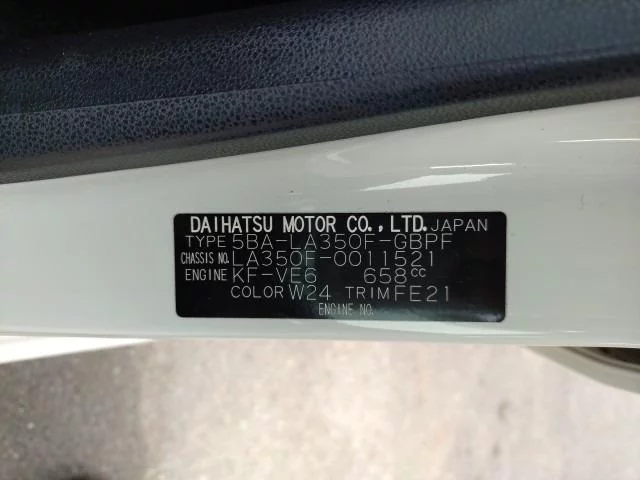 DAIHATSU MOTOR CO.,LTD.JAPAN
TYPE 5BA-LA350F-GBPF
CHASSIS NO. LA350F-0011521
ENGINE KF-VE6 658cc
COLOR W24 TRIM FE21
ENGINE NO.